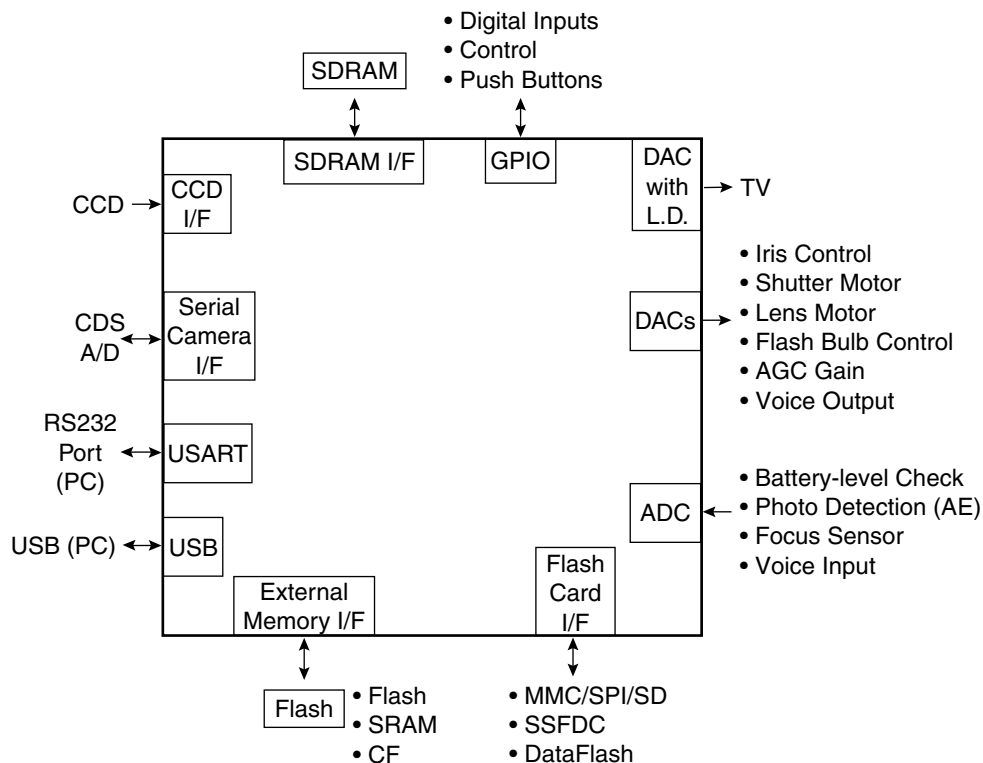 • Digital Inputs
• Control
• Push Buttons
SDRAM
SDRAM I/F
GPIO
DAC
with
L.D.
TV
CCD
CCD
I/F
• Iris Control
• Shutter Motor
• Lens Motor
• Flash Bulb Control
• AGC Gain
• Voice Output
DACs
CDS
A/D
Serial
Camera
I/F
RS232
Port
(PC)
USART
• Battery-level Check
• Photo Detection (AE)
• Focus Sensor
• Voice Input
ADC
USB (PC)
USB
External
Memory I/F
Flash
Card
I/F
Flash
• Flash
• SRAM
• CF
• MMC/SPI/SD
• SSFDC
• DataFlash